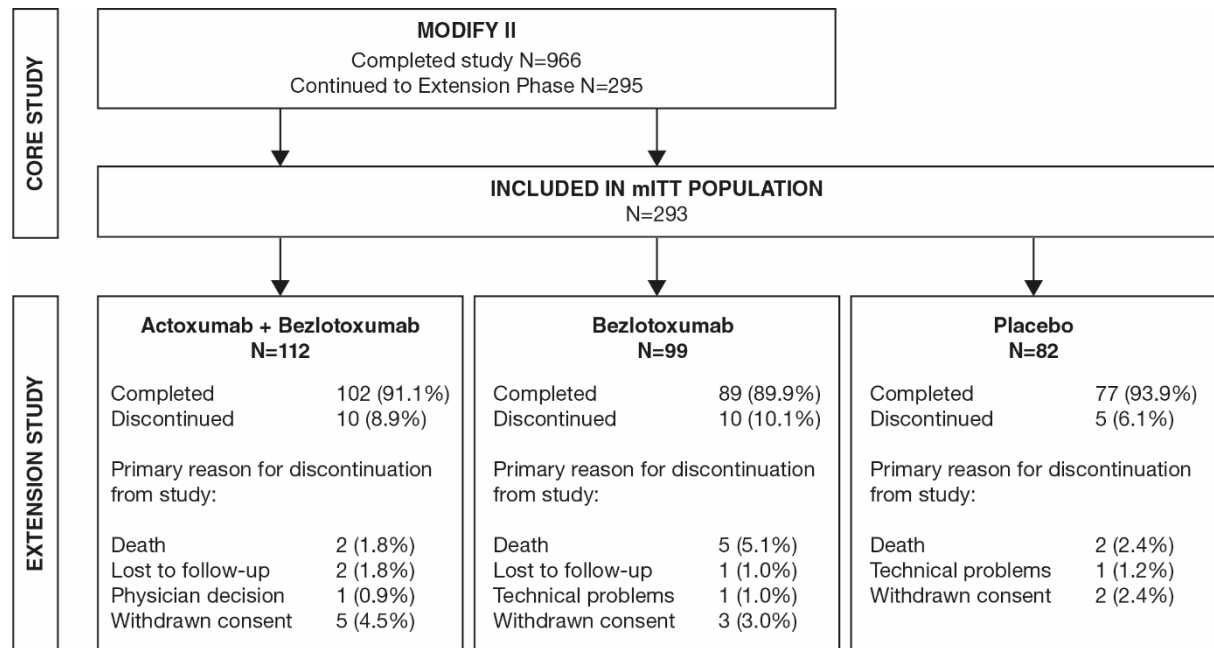 CORE STUDY
MODIFY II
Completed study N=966
Continued to Extension Phase N=295
INCLUDED IN mITT POPULATION
N=293
EXTENSION STUDY
Actoxumab + Bezlotoxumab
N=112
Completed 102 (91.1%)
Discontinued 10 (8.9%)
Primary reason for discontinuation
from study:
Death 2 (1.8%)
Lost to follow-up 2 (1.8%)
Physician decision 1 (0.9%)
Withdrawn consent 5 (4.5%)
Bezlotoxumab
N=99
Completed 89 (89.9%)
Discontinued 10 (10.1%)
Primary reason for discontinuation
from study:
Death 5 (5.1%)
Lost to follow-up 1 (1.0%)
Technical problems 1 (1.0%)
Withdrawn consent 3 (3.0%)
Placebo
N=82
Completed 77 (93.9%)
Discontinued 5 (6.1%)
Primary reason for discontinuation
from study:
Death 2 (2.4%)
Technical problems 1 (1.2%)
Withdrawn consent 2 (2.4%)